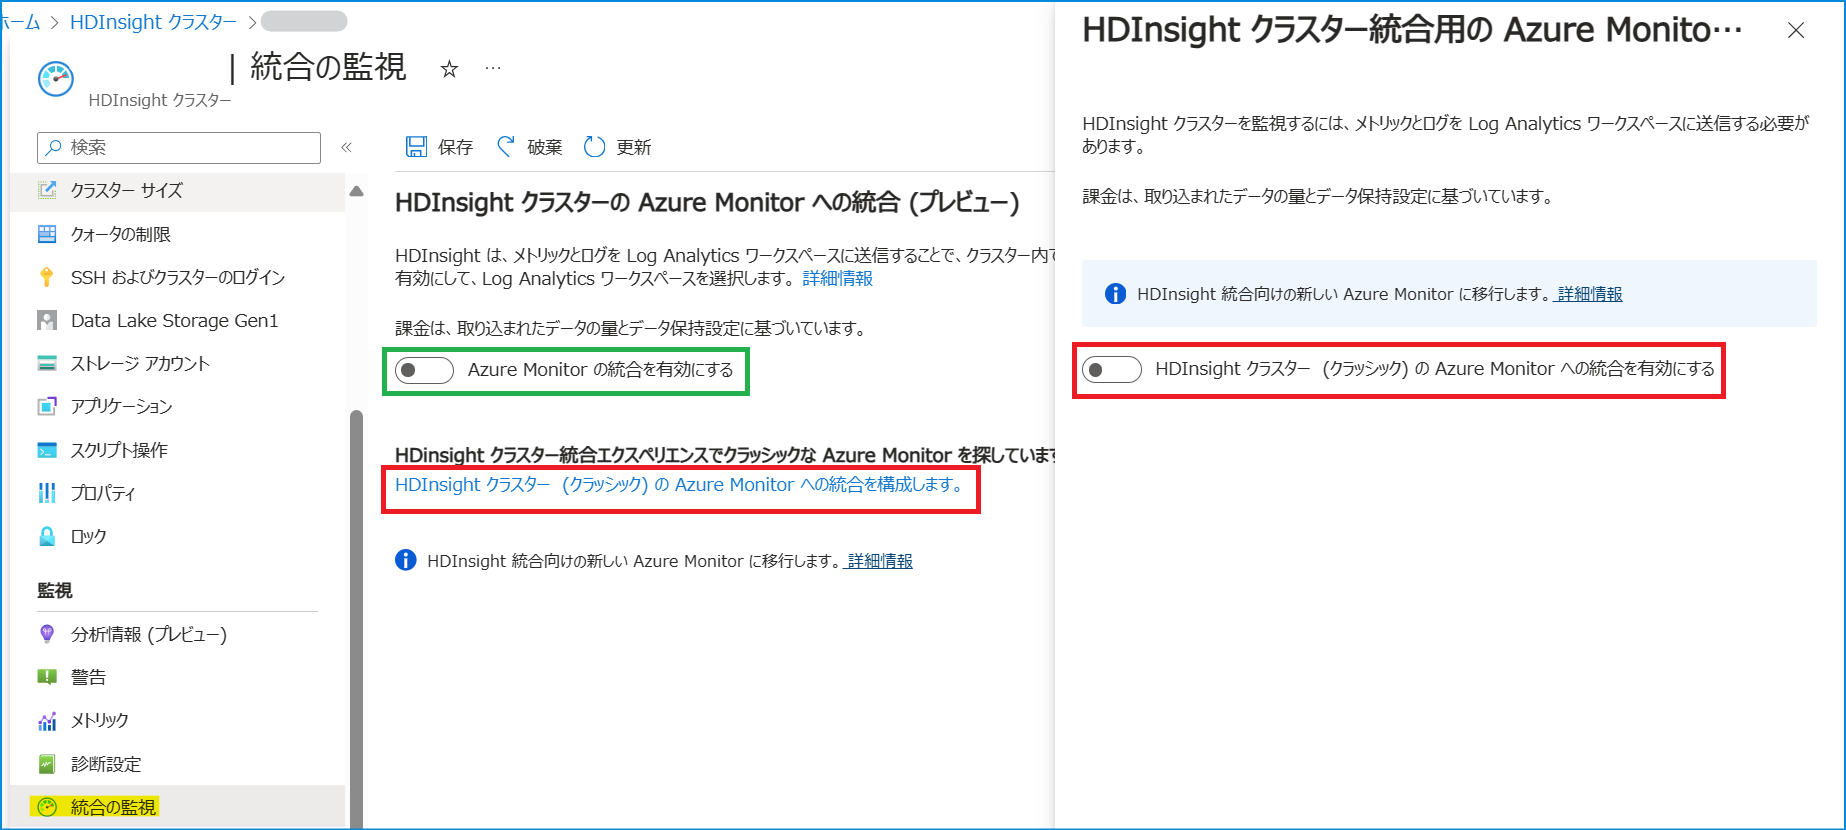 ホーム > HDInsight クラスター >
| 統合の監視 ☆ …
HDInsight クラスター
検索 «
クラスター サイズ
クォータの制限
SSH およびクラスターのログイン
Data Lake Storage Gen1
ストレージ アカウント
アプリケーション
スクリプト操作
プロパティ
ロック
監視
分析情報 (プレビュー)
警告
メトリック
診断設定
統合の監視
保存 破棄 更新
HDInsight クラスターの Azure Monitor への統合 (プレビュー)
HDInsight は、メトリックとログを Log Analytics ワークスペースに送信することで、クラスター内で
有効にして、Log Analytics ワークスペースを選択します。 詳細情報
課金は、取り込まれたデータの量とデータ保持設定に基づいています。
Azure Monitor の統合を有効にする
HDinsight クラスター統合エクスペリエンスでクラッシックな Azure Monitor を探しています
HDInsight クラスター (クラッシック) の Azure Monitor への統合を構成します。
HDInsight 統合向けの新しい Azure Monitor に移行します。 詳細情報
HDInsight クラスター統合用の Azure Monito…
HDInsight クラスターを監視するには、メトリックとログを Log Analytics ワークスペースに送信する必要が
あります。
課金は、取り込まれたデータの量とデータ保持設定に基づいています。
HDInsight 統合向けの新しい Azure Monitor に移行します。 詳細情報
HDInsight クラスター (クラッシック) の Azure Monitor への統合を有効にする